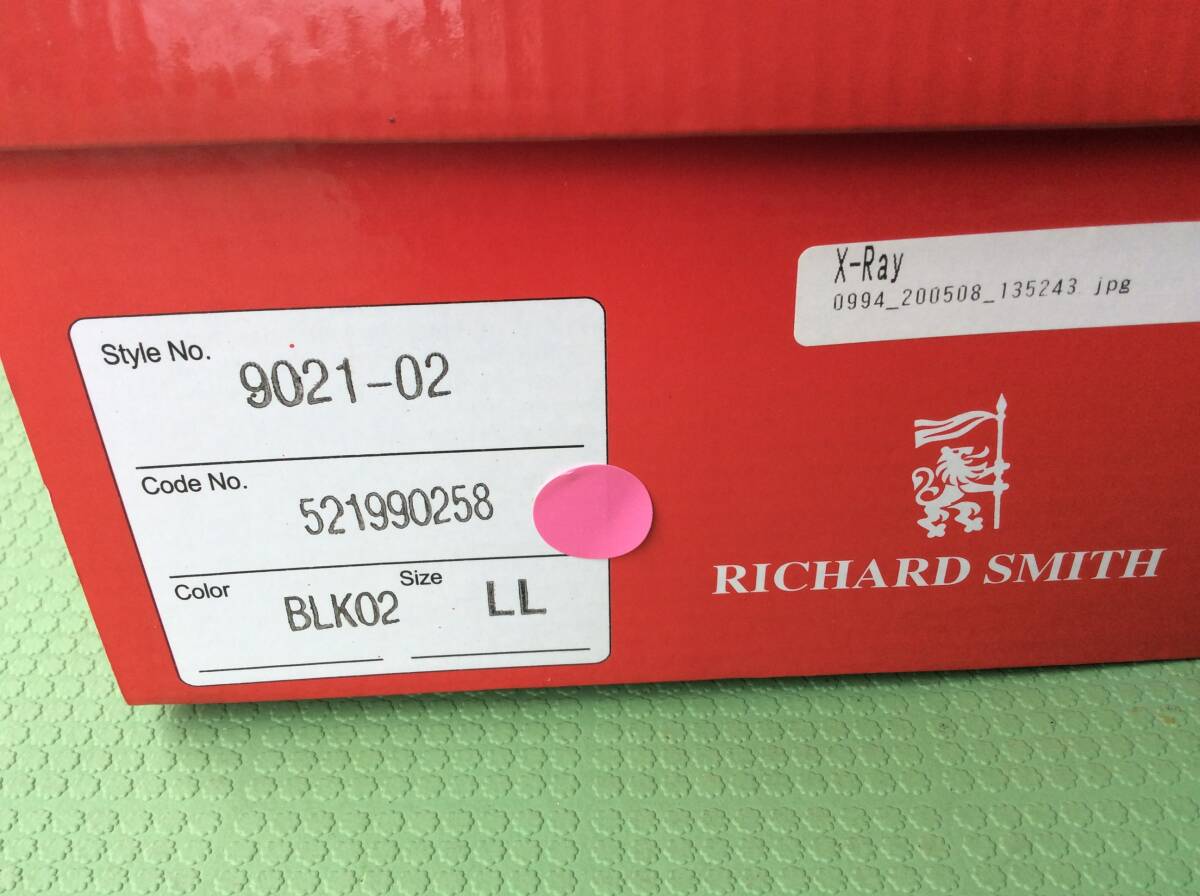 X-Ray
0994_200508_135243 jpg
Style No. 9021-02
Code No. 521990258
Color BLK02 Size LL
RICHARD SMITH